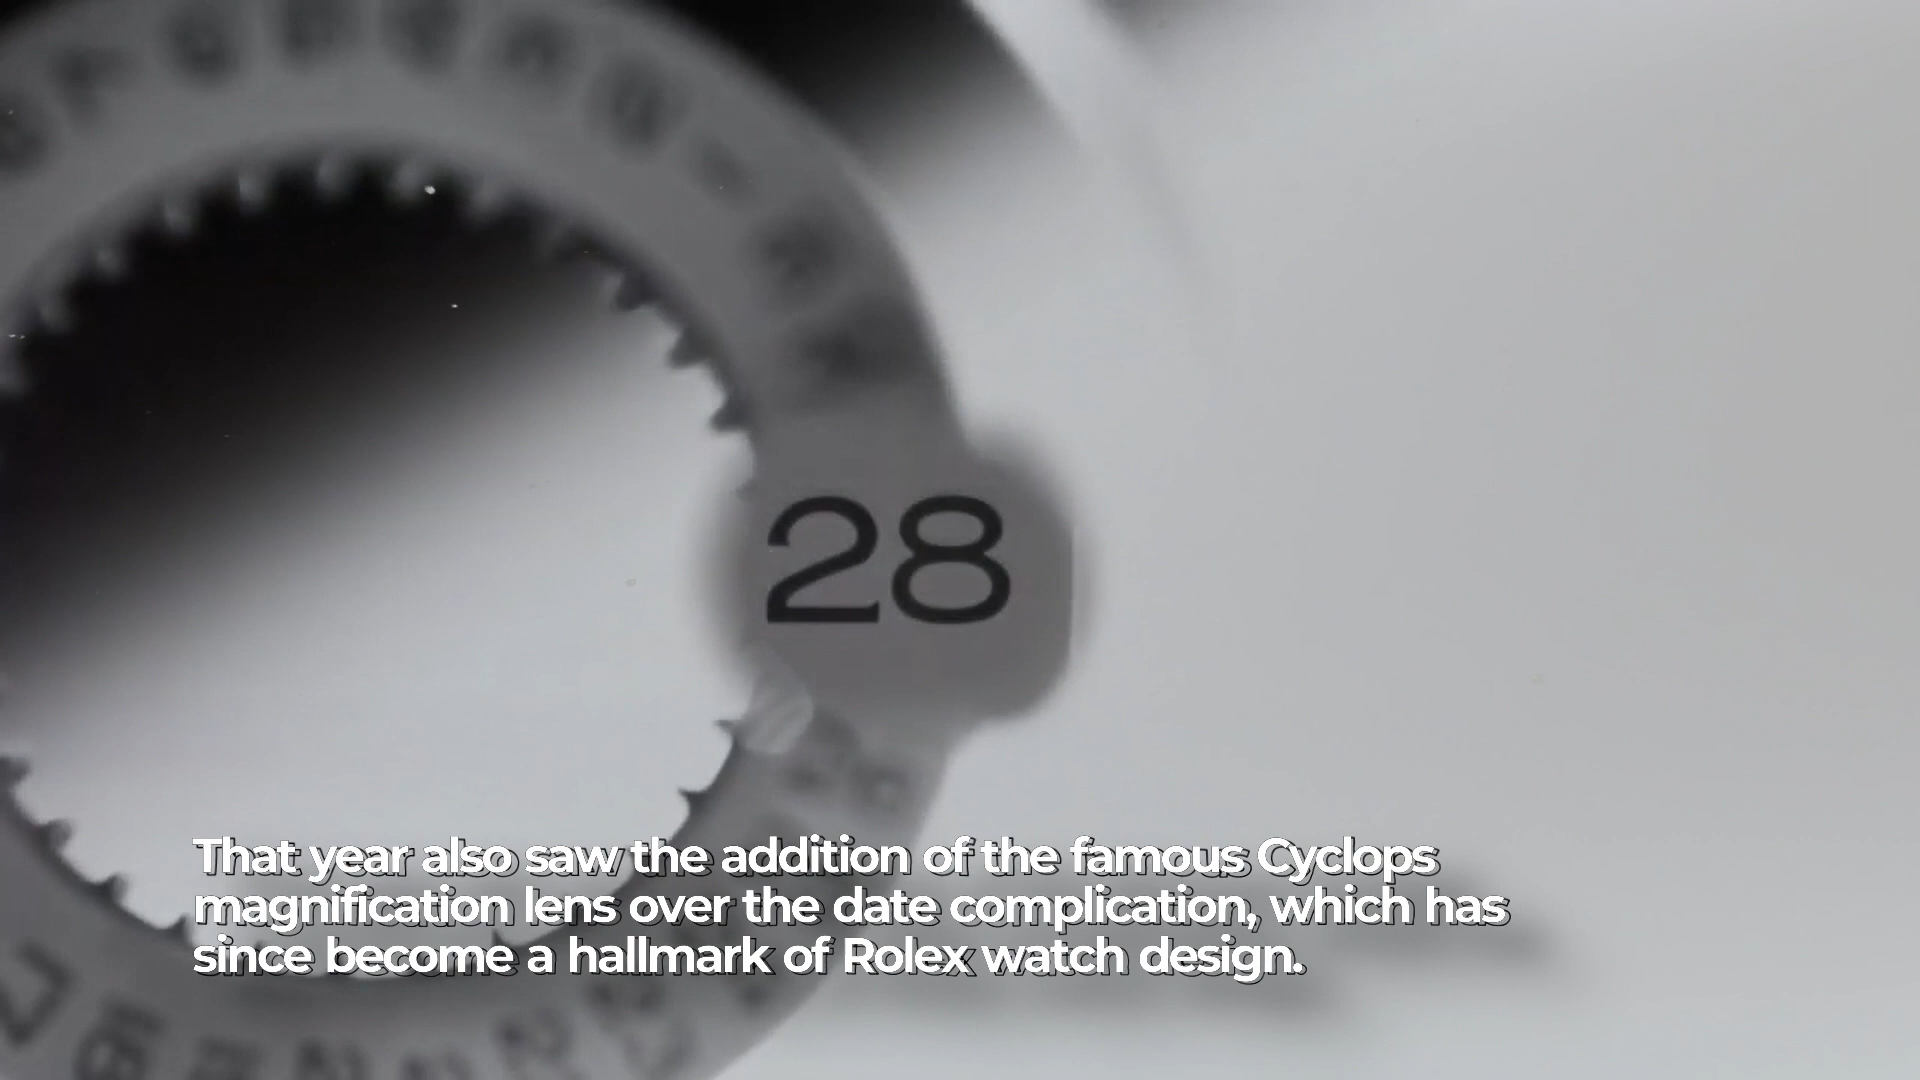 28
That year also saw the addition of the famous Cyclops
magnification lens over the date complication, which has
since become a hallmark of Rolex watch design.